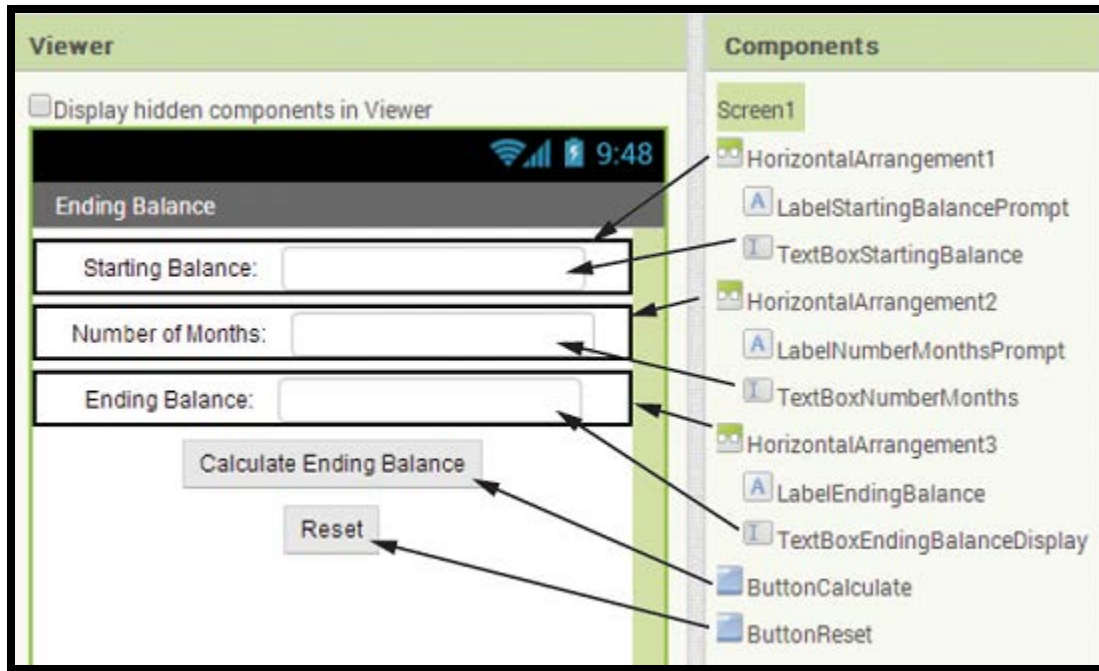 Viewer
Display hidden components in Viewer
9:48
Ending Balance
Starting Balance:
Number of Months:
Ending Balance:
Calculate Ending Balance
Reset
Components
Screen1
HorizontalArrangement1
A LabelStartingBalancePrompt
I TextBoxStartingBalance
HorizontalArrangement2
A LabelNumberMonthsPrompt
I TextBoxNumberMonths
HorizontalArrangement3
A LabelEndingBalance
I TextBoxEndingBalanceDisplay
ButtonCalculate
ButtonReset